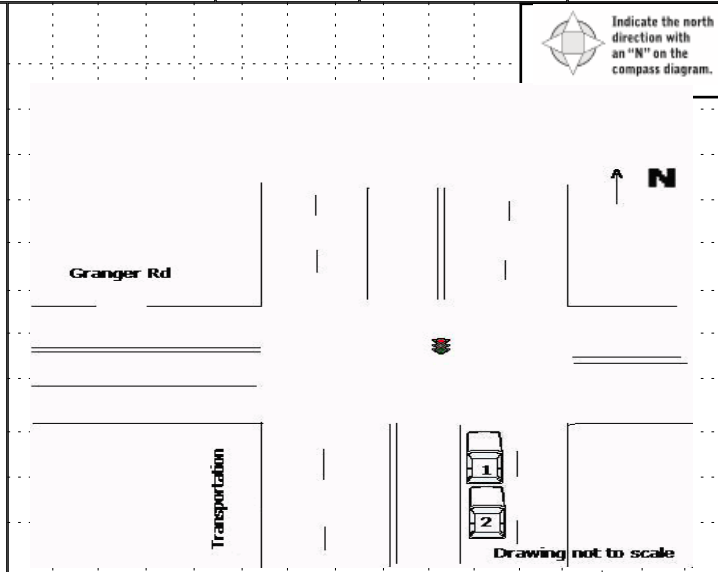 Indicate the north
direction with
an “N” on the
compass diagram.
N
Granger Rd
Transportation
1
2
Drawing not to scale